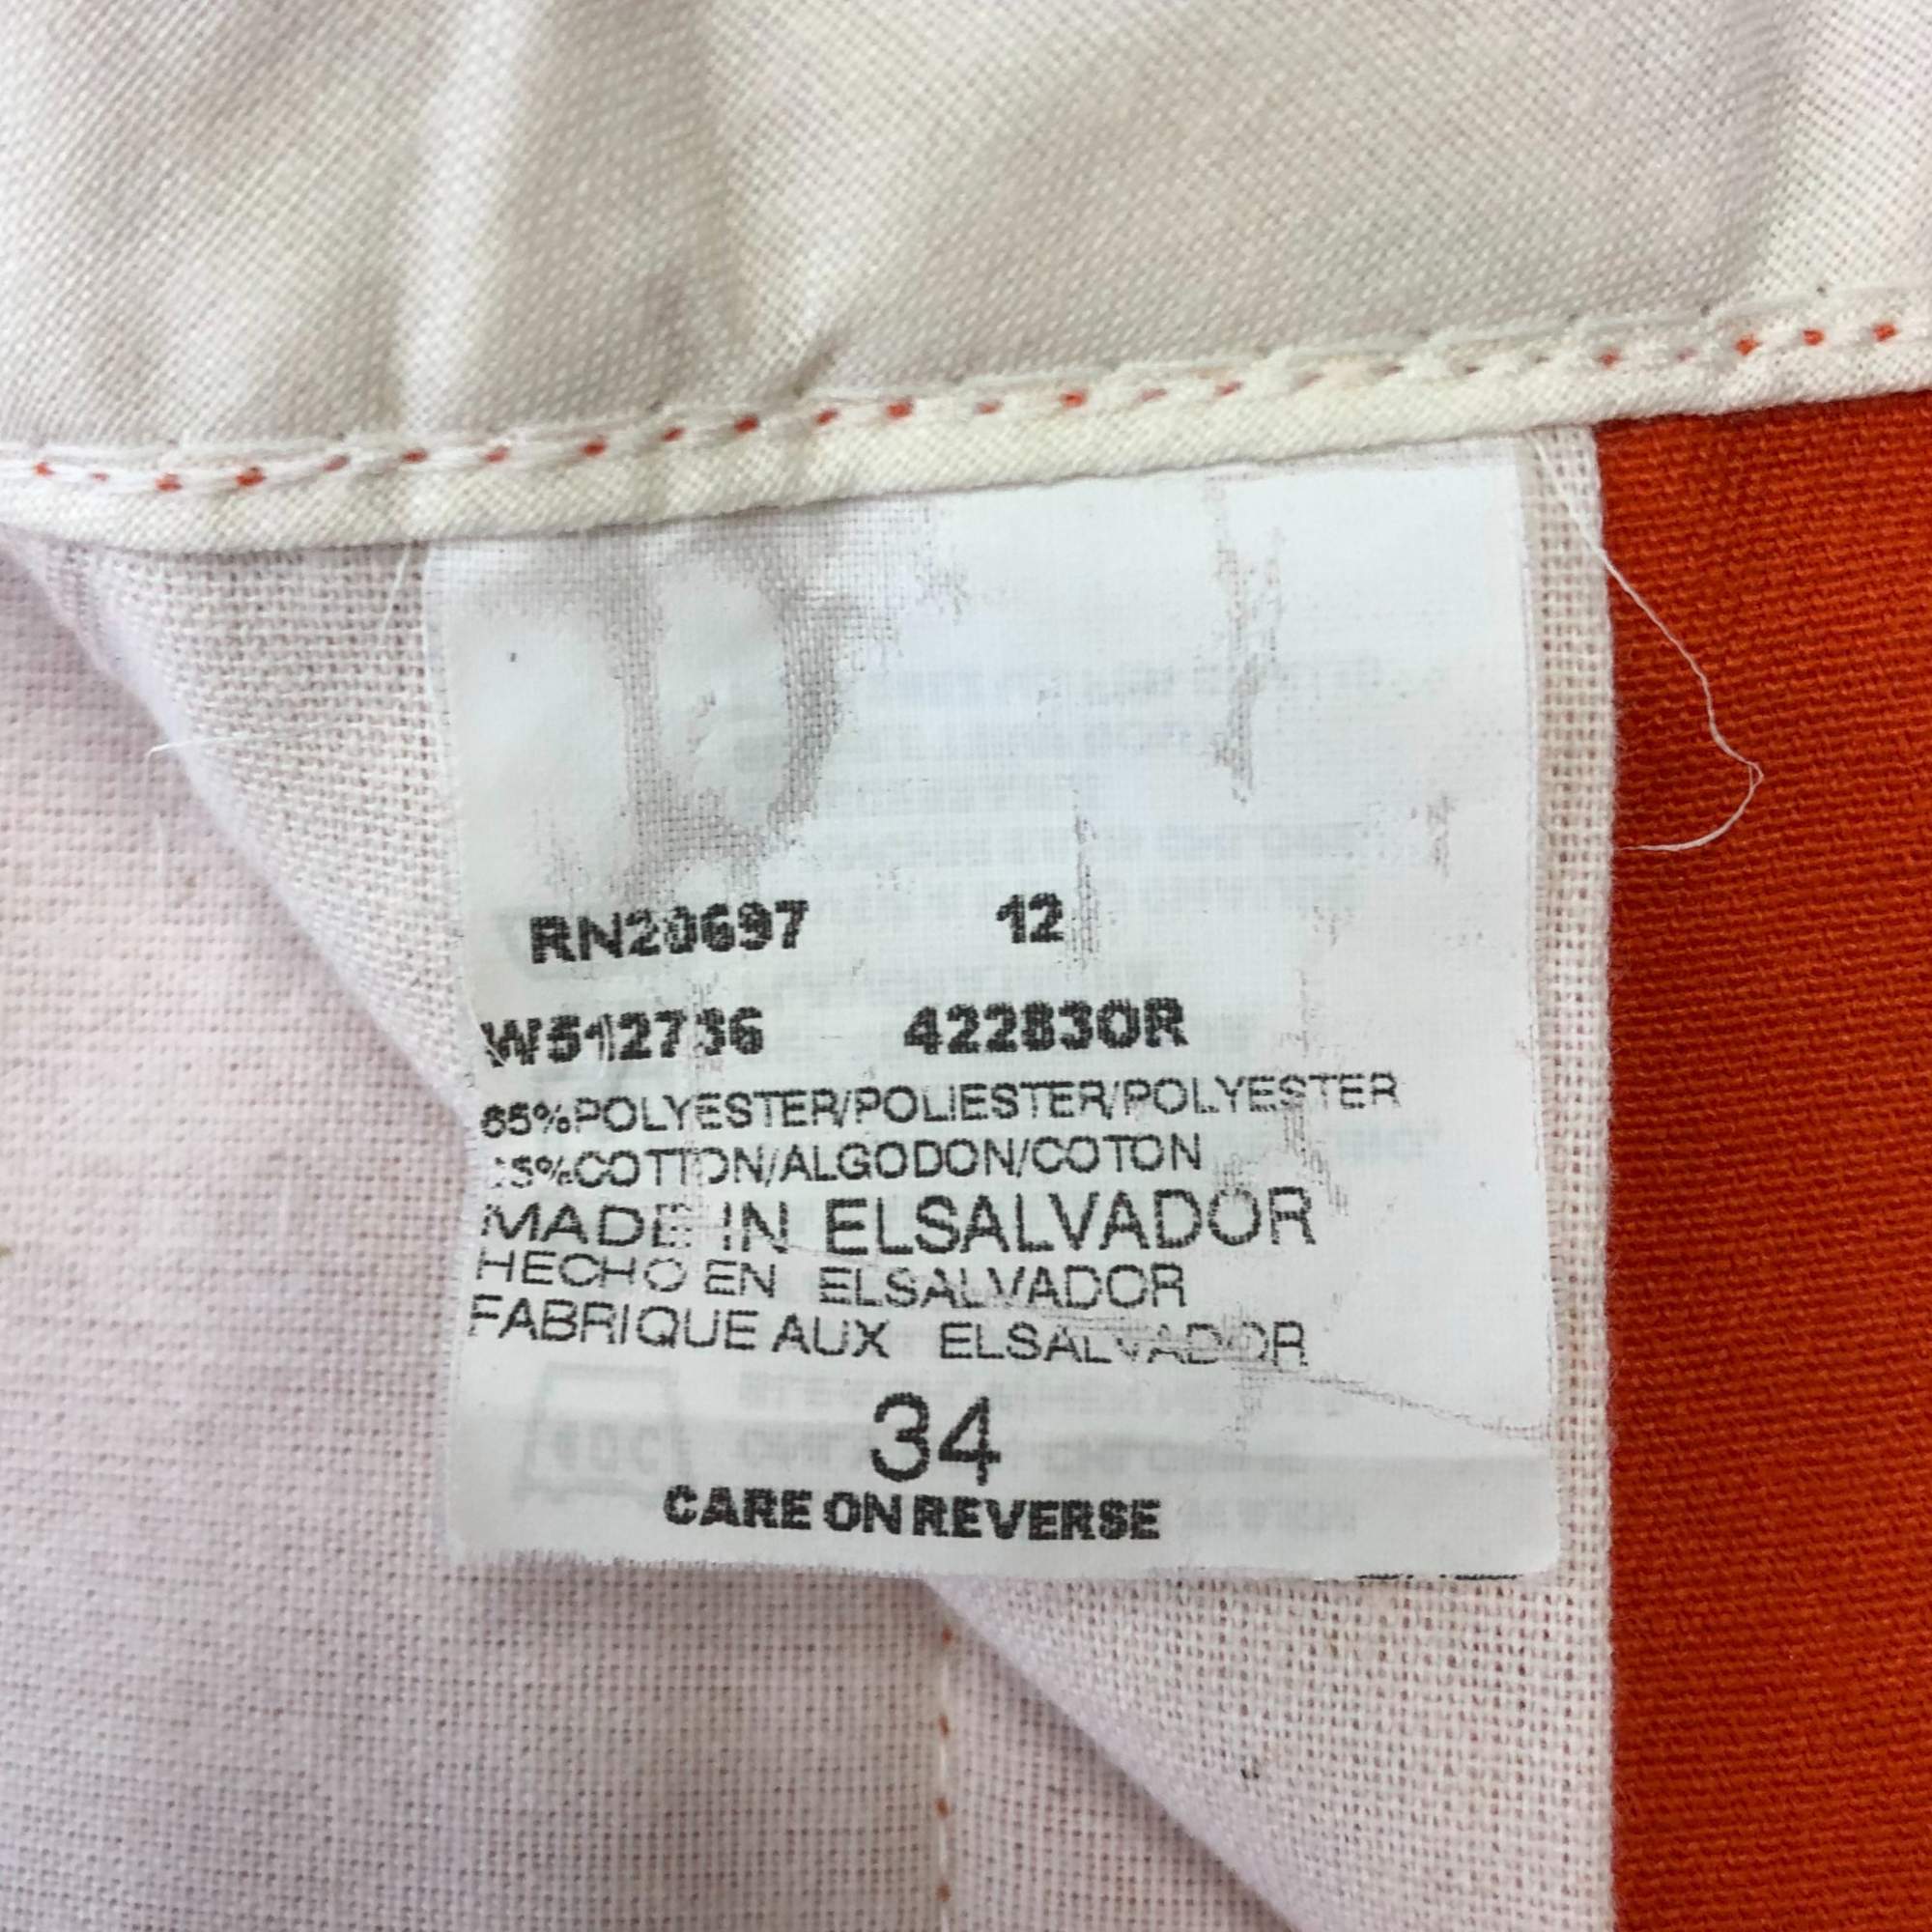 RN20697 12
W512736 42283OR
65%POLYESTER/POLIESTER/POLYESTER
COTTON/ALGODON/COTON
MADE IN ELSALVADOR
HECHO EN ELSALVADOR
FABRIQUE AUX ELSALVADOR
34
CARE ON REVERSE